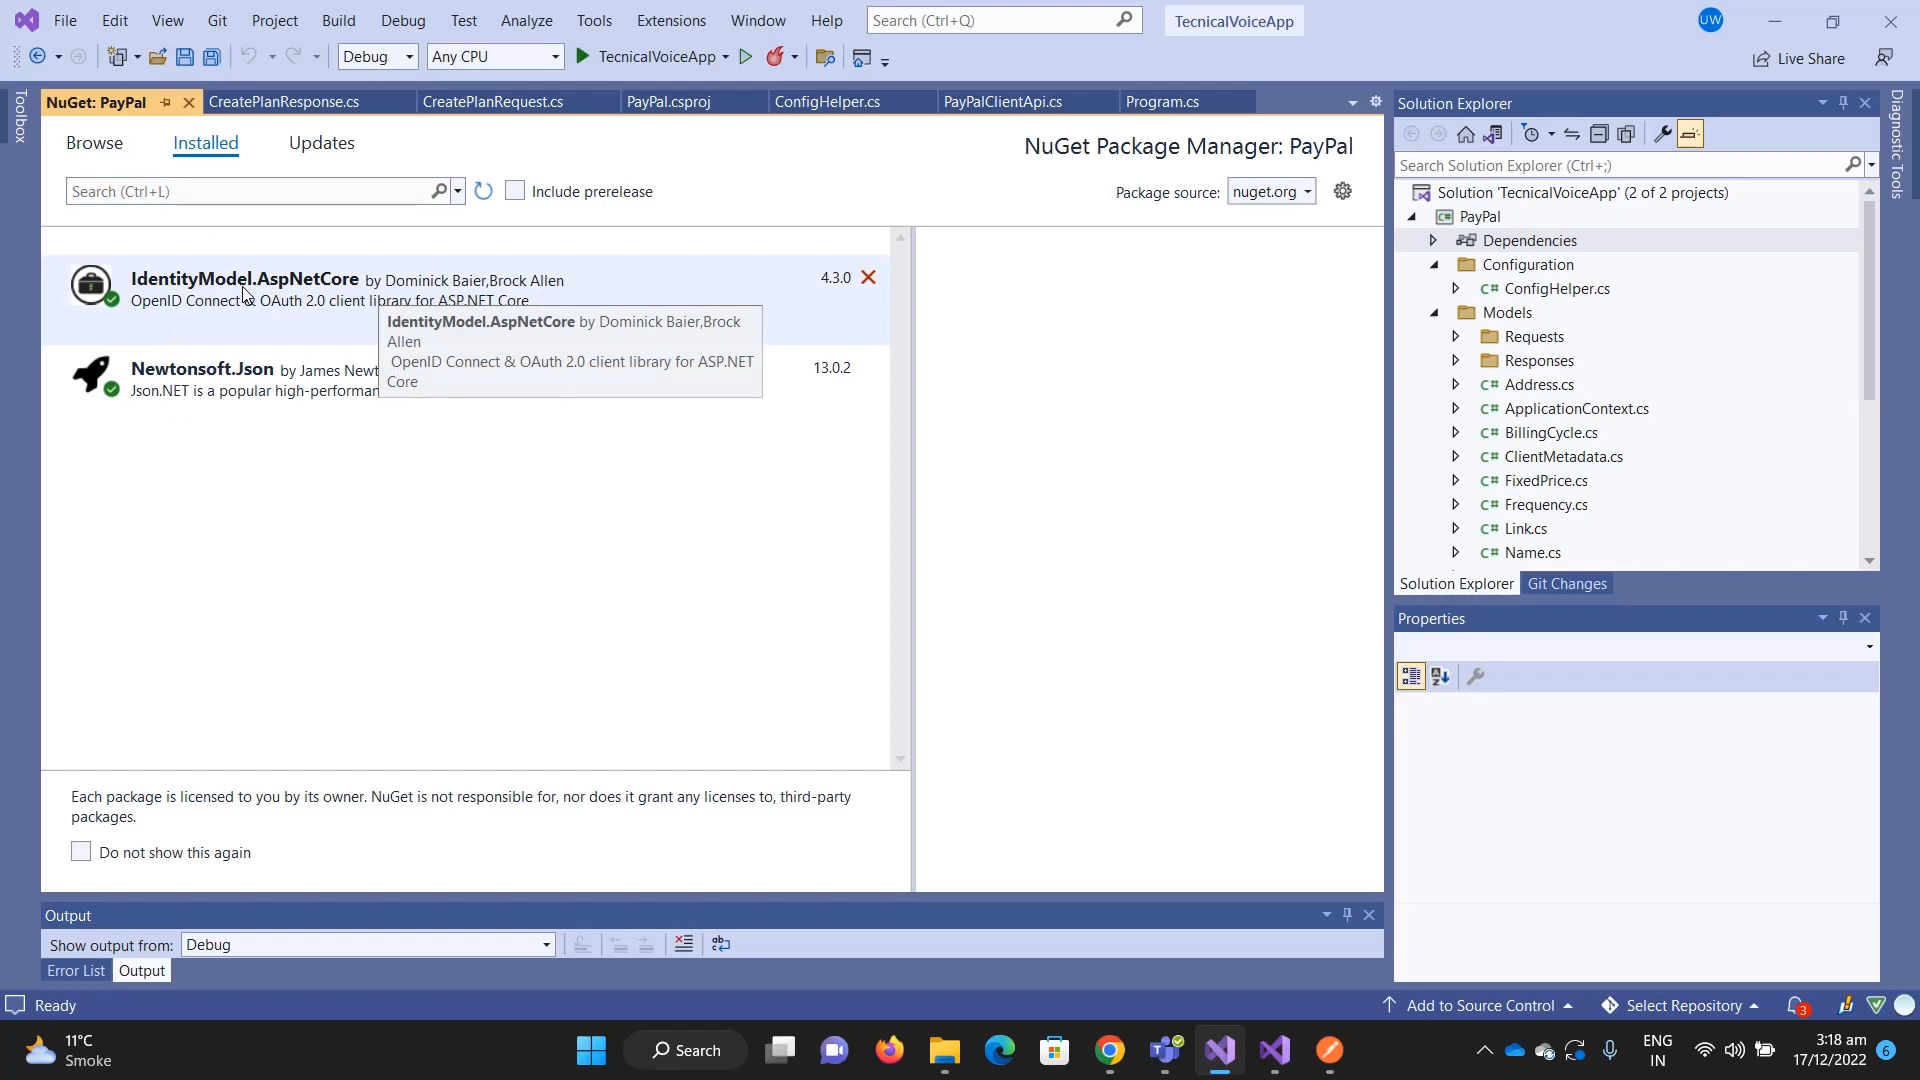 File Edit View Git Project Build Debug Test Analyze Tools Extensions Window Help Search (Ctrl+Q) TecnicalVoiceApp UW
Debug Any CPU TecnicalVoiceApp Live Share
Toolbox
NuGet: PayPal CreatePlanResponse.cs CreatePlanRequest.cs PayPal.csproj ConfigHelper.cs PayPalClientApi.cs Program.cs
Browse Installed Updates NuGet Package Manager: PayPal
Search (Ctrl+L) Include prerelease Package source: nuget.org
IdentityModel.AspNetCore by Dominick Baier,Brock Allen 4.3.0
OpenID Connect & OAuth 2.0 client library for ASP.NET Core
IdentityModel.AspNetCore by Dominick Baier,Brock
Allen
OpenID Connect & OAuth 2.0 client library for ASP.NET
Core
Newtonsoft.Json by James Newt 13.0.2
Json.NET is a popular high-performan
Each package is licensed to you by its owner. NuGet is not responsible for, nor does it grant any licenses to, third-party
packages.
Do not show this again
Output
Show output from: Debug
Error List Output
Solution Explorer
Search Solution Explorer (Ctrl+;)
Solution 'TecnicalVoiceApp' (2 of 2 projects)
C# PayPal
Dependencies
Configuration
C# ConfigHelper.cs
Models
Requests
Responses
C# Address.cs
C# ApplicationContext.cs
C# BillingCycle.cs
C# ClientMetadata.cs
C# FixedPrice.cs
C# Frequency.cs
C# Link.cs
C# Name.cs
Solution Explorer Git Changes
Properties
Diagnostic Tools
Ready Add to Source Control Select Repository 3
11°C
Smoke
Search
ENG
IN
3:18 am
17/12/2022
6